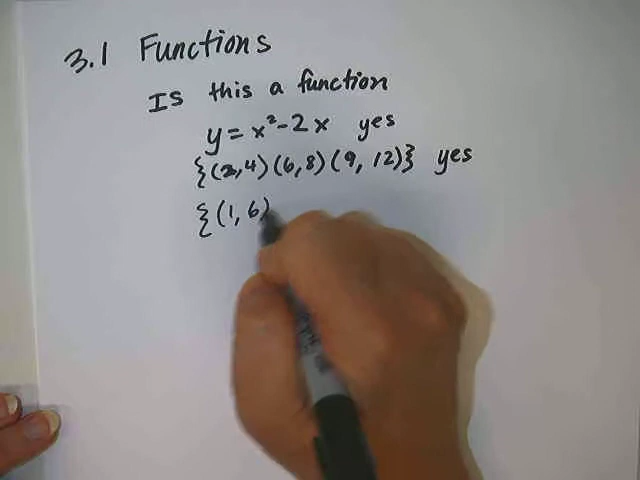 3.1 Functions
Is this a function
y = x² - 2x yes
{(2,4)(6,8)(9, 12)} yes
{(1,6)